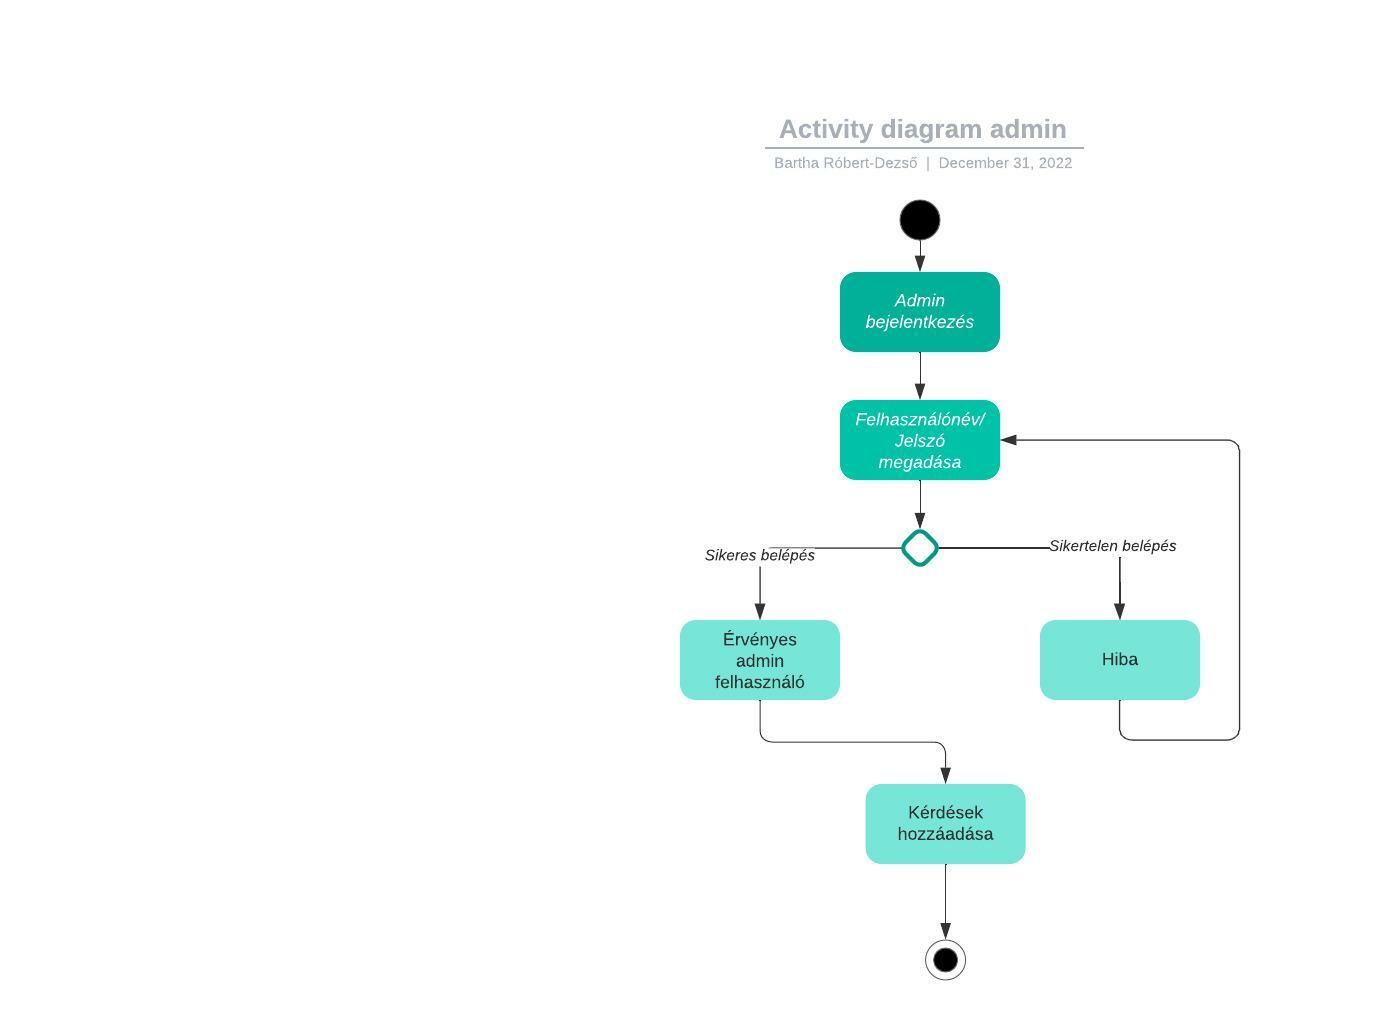 Activity diagram admin
Bartha Róbert-Dezső | December 31, 2022
Admin
bejelentkezés
Felhasználónév/
Jelszó
megadása
Sikeres belépés
Sikertelen belépés
Érvényes
admin
felhasználó
Hiba
Kérdések
hozzáadása